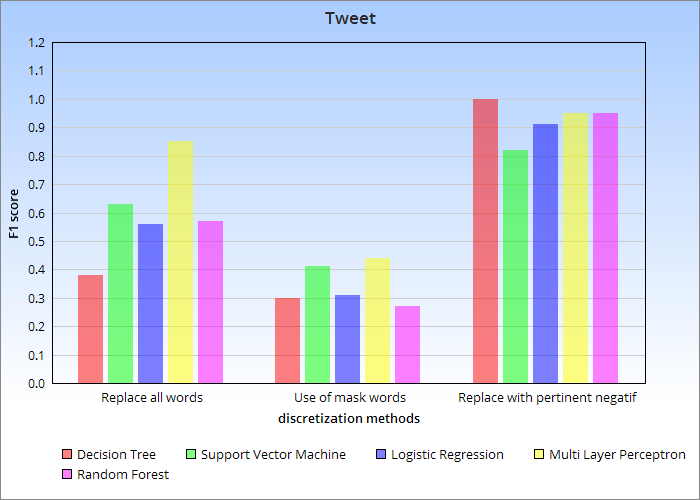 Tweet
1.2
1.1
1.0
0.9
0.8
0.7
0.6
0.5
0.4
0.3
0.2
0.1
0.0
F1 score
Replace all words
Use of mask words
Replace with pertinent negatif
discretization methods
Decision Tree
Support Vector Machine
Logistic Regression
Multi Layer Perceptron
Random Forest